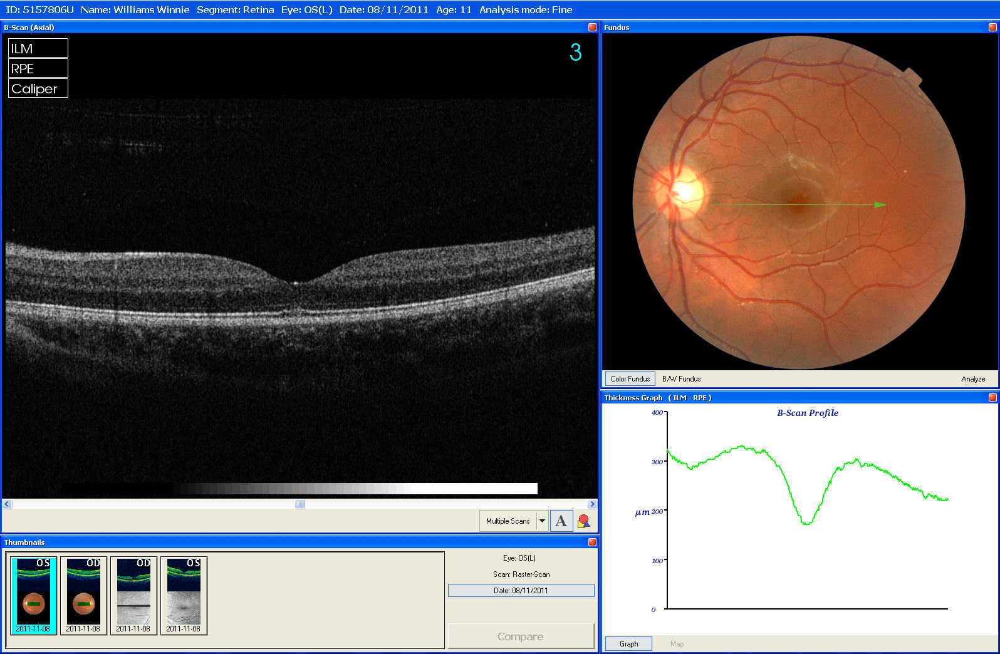 ID: 5157806U Name: Williams Winnie Segment: Retina Eye: OS(L) Date: 08/11/2011 Age: 11 Analysis mode: Fine
B-Scan (Axial)
ILM
RPE
Caliper
3
Multiple Scans
A
Fundus
Color Fundus B/W Fundus Analyze
Thickness Graph ( ILM - RPE )
B-Scan Profile
400
300
µm 200
100
0
Graph Map
Thumbnails
OS
2011-11-08
OD
2011-11-08
OD
2011-11-08
OS
2011-11-08
Eye: OS(L)
Scan: Raster-Scan
Date: 08/11/2011
Compare